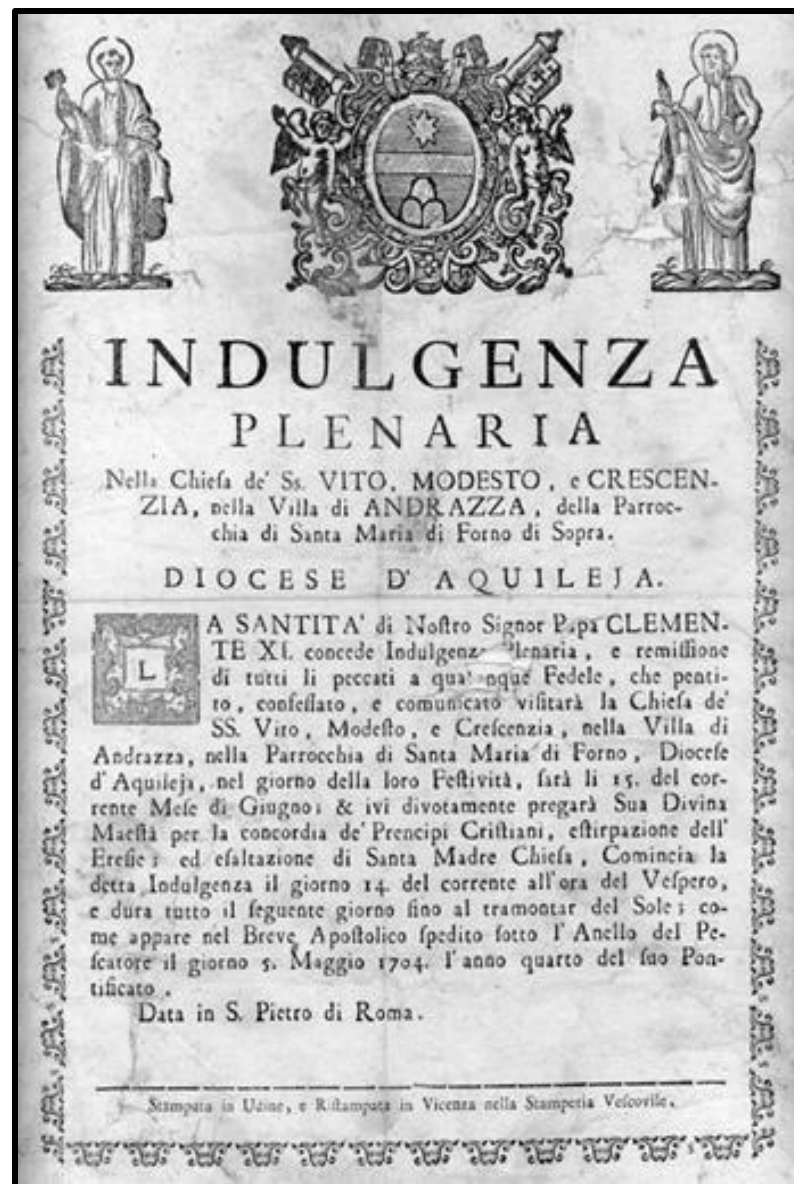 INDULGENZA
PLENARIA
Nella Chieſa de' Ss. VITO, MODESTO, e CRESCEN-
ZIA, nella Villa di ANDRAZZA, della Parroc-
chia di Santa Maria di Forno di Sopra.
DIOCESE D' AQUILEJA.
LA SANTITA' di Noſtro Signor Papa CLEMEN-
TE XI. concede Indulgenza Plenaria, e remiſſione
di tutti li peccati a qualunque Fedele, che penti-
to, confeſſato, e comunicato viſitarà la Chieſa de'
SS. Vito, Modeſto, e Creſcenzia, nella Villa di
Andrazza, nella Parrocchia di Santa Maria di Forno, Dioceſe
d'Aquileja, nel giorno della loro Feſtività, ſarà li 15. del cor-
rente Meſe di Giugno; & ivi divotamente pregarà Sua Divina
Maeſtà per la concordia de' Prencipi Criſtiani, eſtirpazione dell'
Ereſie; ed eſaltazione di Santa Madre Chieſa, Comincia la
detta Indulgenza il giorno 14. del corrente all'ora del Veſpero,
e dura tutto il ſeguente giorno ſino al tramontar del Sole; co-
me appare nel Breve Apoſtolico ſpedito ſotto l'Anello del Pe-
ſcatore il giorno 5. Maggio 1704. l'anno quarto del ſuo Pon-
tificato.
Data in S. Pietro di Roma.
Stampata in Udine, e Riſtampata in Vicenza nella Stamperia Veſcovile.